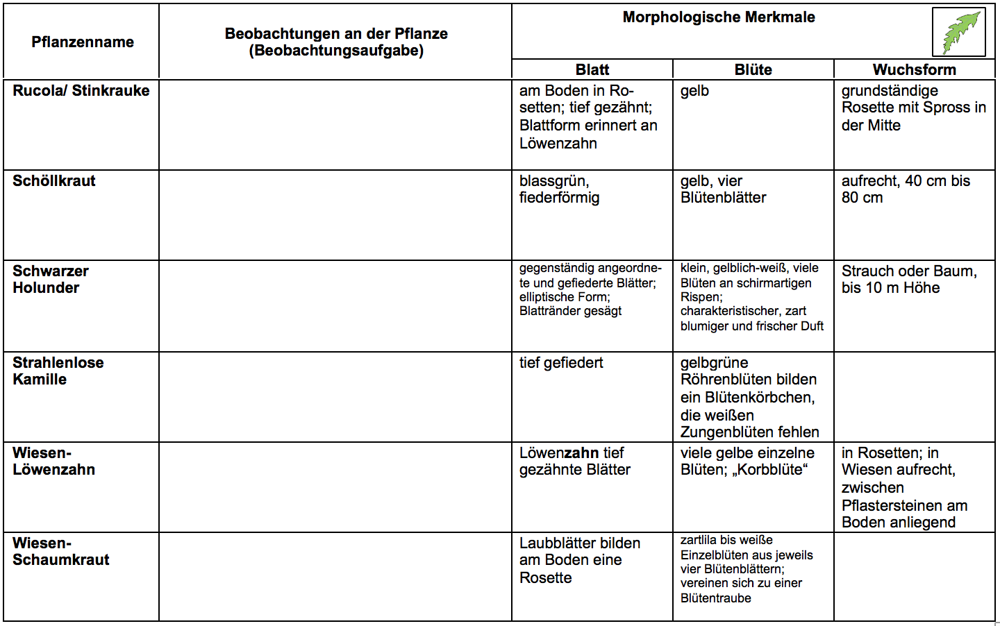 Pflanzenname
Beobachtungen an der Pflanze
(Beobachtungsaufgabe)
Morphologische Merkmale
Blatt
Blüte
Wuchsform
Rucola/ Stinkrauke
am Boden in Ro-
setten; tief gezähnt;
Blattform erinnert an
Löwenzahn
gelb
grundständige
Rosette mit Spross in
der Mitte
Schöllkraut
blassgrün,
fiederförmig
gelb, vier
Blütenblätter
aufrecht, 40 cm bis
80 cm
Schwarzer
Holunder
gegenständig angeordne-
te und gefiederte Blätter;
elliptische Form;
Blattränder gesägt
klein, gelblich-weiß, viele
Blüten an schirmartigen
Rispen;
charakteristischer, zart
blumiger und frischer Duft
Strauch oder Baum,
bis 10 m Höhe
Strahlenlose
Kamille
tief gefiedert
gelbgrüne
Röhrenblüten bilden
ein Blütenkörbchen,
die weißen
Zungenblüten fehlen
Wiesen-
Löwenzahn
Löwenzahn tief
gezähnte Blätter
viele gelbe einzelne
Blüten; „Korbblüte“
in Rosetten; in
Wiesen aufrecht,
zwischen
Pflastersteinen am
Boden anliegend
Wiesen-
Schaumkraut
Laubblätter bilden
am Boden eine
Rosette
zartlila bis weiße
Einzelblüten aus jeweils
vier Blütenblättern;
vereinen sich zu einer
Blütentraube